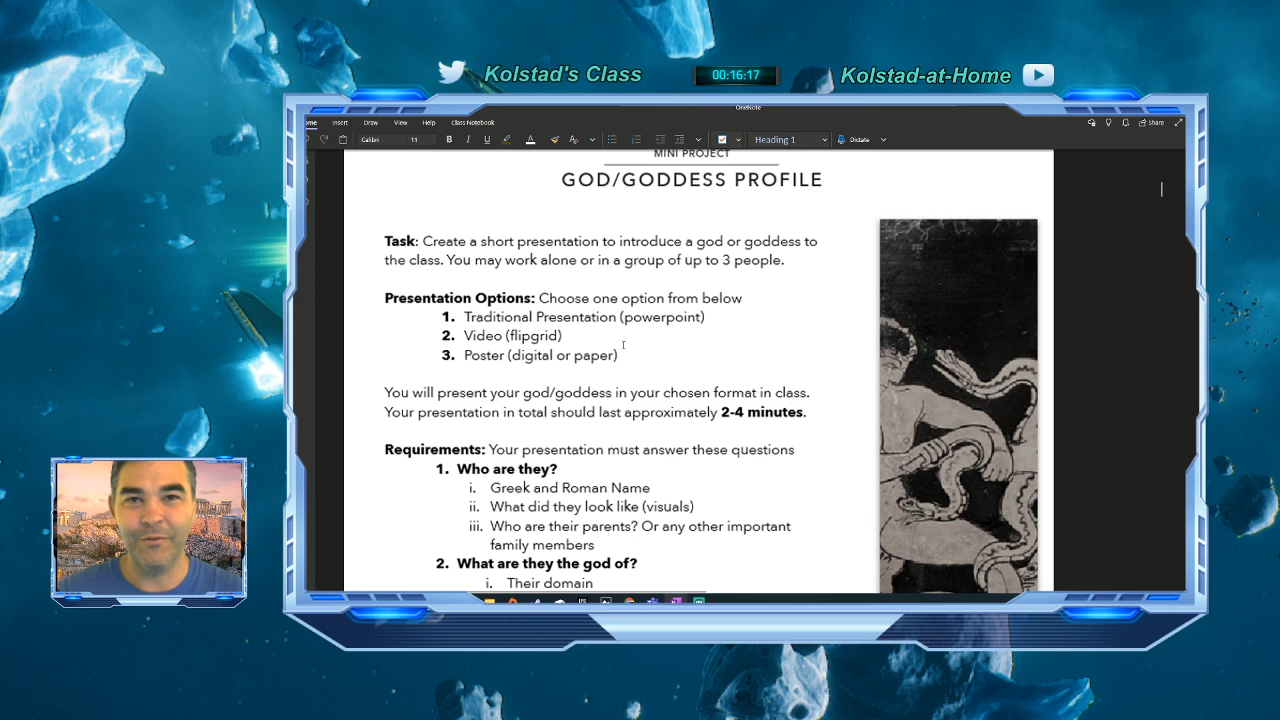 Kolstad's Class
00:16:17
Kolstad-at-Home
OneNote
Insert Draw View Help Class Notebook
Share
Calibri 11 B I U A Heading 1 Dictate
MINI PROJECT
GOD/GODDESS PROFILE
Task: Create a short presentation to introduce a god or goddess to
the class. You may work alone or in a group of up to 3 people.
Presentation Options: Choose one option from below
1. Traditional Presentation (powerpoint)
2. Video (flipgrid)
3. Poster (digital or paper)
You will present your god/goddess in your chosen format in class.
Your presentation in total should last approximately 2-4 minutes.
Requirements: Your presentation must answer these questions
1. Who are they?
i. Greek and Roman Name
ii. What did they look like (visuals)
iii. Who are their parents? Or any other important
family members
2. What are they the god of?
i. Their domain